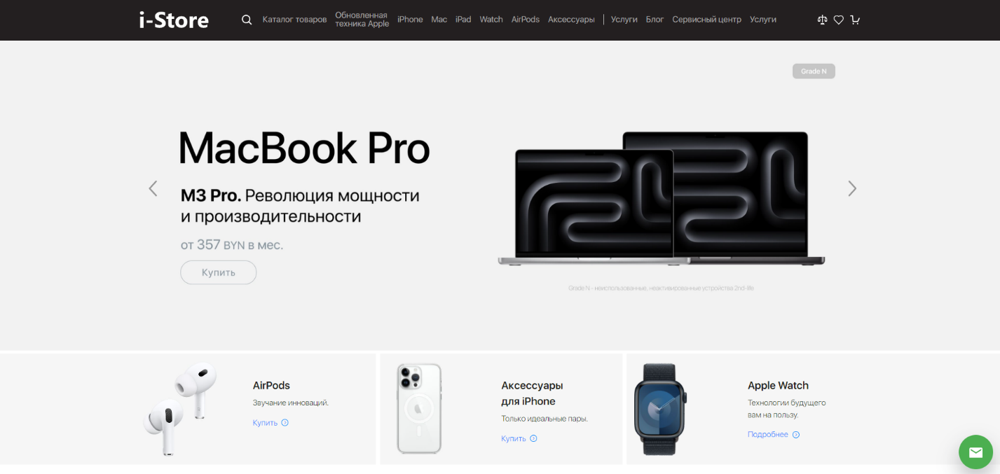 i-Store
Каталог товаров
Обновленная
техника Apple
iPhone
Mac
iPad
Watch
AirPods
Аксессуары
Услуги
Блог
Сервисный центр
Услуги
Grade N
MacBook Pro
M3 Pro. Революция мощности
и производительности
от 357 BYN в мес.
Купить
Grade N - неиспользованные, неактивированные устройства 2nd-life
AirPods
Звучание инноваций.
Купить
Аксессуары
для iPhone
Только идеальные пары.
Купить
Apple Watch
Технологии будущего
вам на пользу.
Подробнее